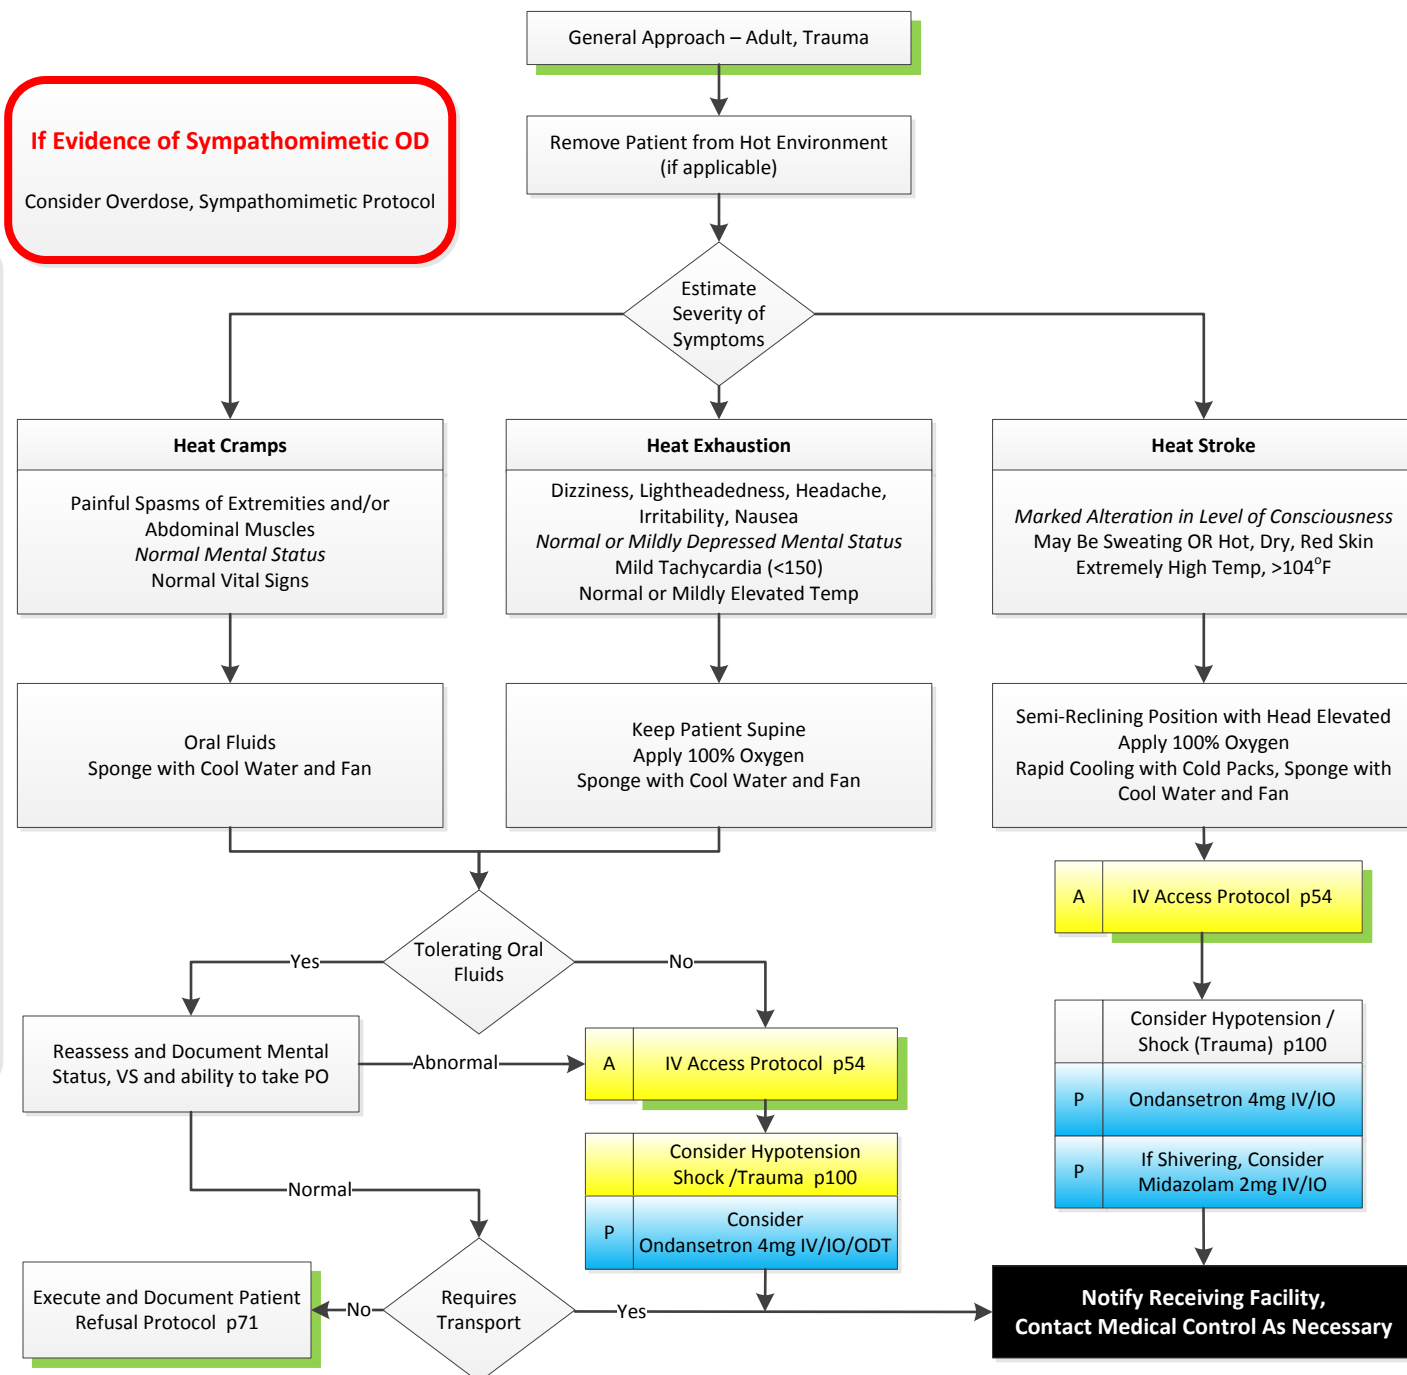 General Approach – Adult, Trauma
If Evidence of Sympathomimetic OD
Consider Overdose, Sympathomimetic Protocol
Remove Patient from Hot Environment
(if applicable)
Estimate
Severity of
Symptoms
Heat Cramps
Painful Spasms of Extremities and/or
Abdominal Muscles
Normal Mental Status
Normal Vital Signs
Heat Exhaustion
Dizziness, Lightheadedness, Headache,
Irritability, Nausea
Normal or Mildly Depressed Mental Status
Mild Tachycardia (<150)
Normal or Mildly Elevated Temp
Heat Stroke
Marked Alteration in Level of Consciousness
May Be Sweating OR Hot, Dry, Red Skin
Extremely High Temp, >104°F
Oral Fluids
Sponge with Cool Water and Fan
Keep Patient Supine
Apply 100% Oxygen
Sponge with Cool Water and Fan
Semi-Reclining Position with Head Elevated
Apply 100% Oxygen
Rapid Cooling with Cold Packs, Sponge with
Cool Water and Fan
A IV Access Protocol p54
Tolerating Oral
Fluids
Yes
No
Reassess and Document Mental
Status, VS and ability to take PO
Abnormal
A IV Access Protocol p54
Consider Hypotension /
Shock (Trauma) p100
P Ondansetron 4mg IV/IO
P If Shivering, Consider
Midazolam 2mg IV/IO
Consider Hypotension
Shock /Trauma p100
P Consider
Ondansetron 4mg IV/IO/ODT
Normal
Requires
Transport
No
Yes
Execute and Document Patient
Refusal Protocol p71
Notify Receiving Facility,
Contact Medical Control As Necessary